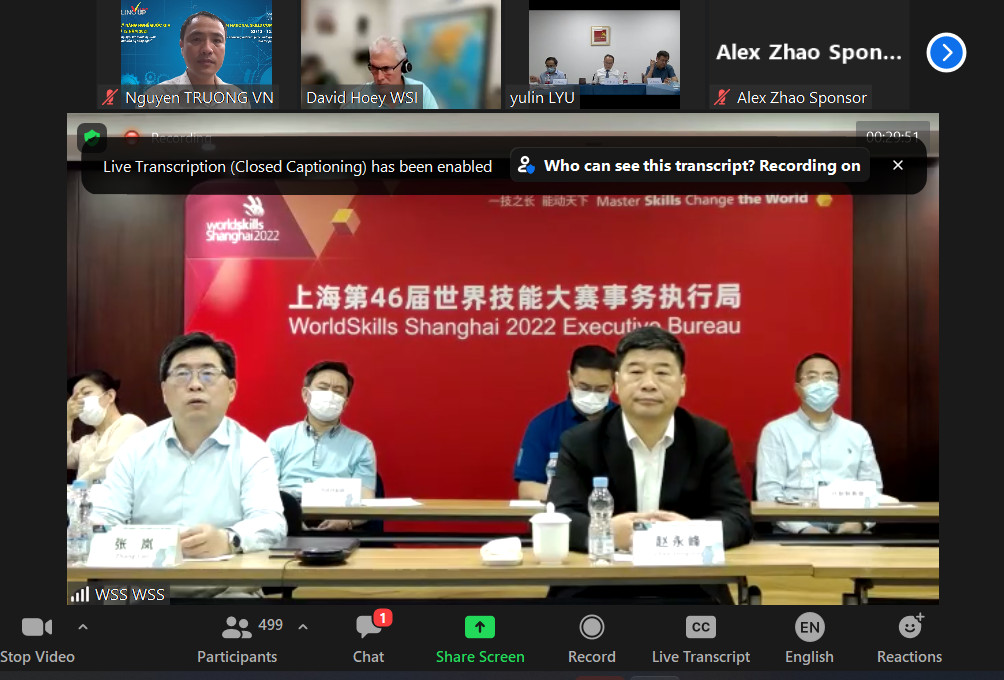 Nguyen TRUONG VN
David Hoey WSI
yulin LYU
Alex Zhao Spon...
Alex Zhao Sponsor
Recording
00:29:51
Live Transcription (Closed Captioning) has been enabled
Who can see this transcript? Recording on
worldskills
Shanghai 2022
一技之长 能动天下 Master Skills Change the World
上海第46届世界技能大赛事务执行局
WorldSkills Shanghai 2022 Executive Bureau
张 岚
赵永峰
WSS WSS
Stop Video
499
Participants
1
Chat
Share Screen
Record
CC
Live Transcript
EN
English
Reactions